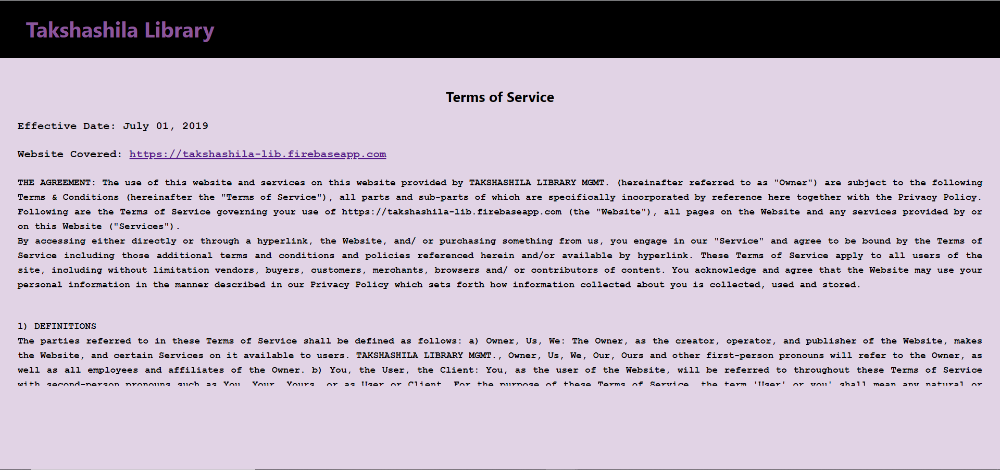 Takshashila Library
Terms of Service
Effective Date: July 01, 2019
Website Covered: https://takshashila-lib.firebaseapp.com
THE AGREEMENT: The use of this website and services on this website provided by TAKSHASHILA LIBRARY MGMT. (hereinafter referred to as "Owner") are subject to the following
Terms & Conditions (hereinafter the "Terms of Service"), all parts and sub-parts of which are specifically incorporated by reference here together with the Privacy Policy.
Following are the Terms of Service governing your use of https://takshashila-lib.firebaseapp.com (the "Website"), all pages on the Website and any services provided by or
on this Website ("Services").
By accessing either directly or through a hyperlink, the Website, and/ or purchasing something from us, you engage in our "Service" and agree to be bound by the Terms of
Service including those additional terms and conditions and policies referenced herein and/or available by hyperlink. These Terms of Service apply to all users of the
site, including without limitation vendors, buyers, customers, merchants, browsers and/ or contributors of content. You acknowledge and agree that the Website may use your
personal information in the manner described in our Privacy Policy which sets forth how information collected about you is collected, used and stored.
1) DEFINITIONS
The parties referred to in these Terms of Service shall be defined as follows: a) Owner, Us, We: The Owner, as the creator, operator, and publisher of the Website, makes
the Website, and certain Services on it available to users. TAKSHASHILA LIBRARY MGMT., Owner, Us, We, Our, Ours and other first-person pronouns will refer to the Owner, as
well as all employees and affiliates of the Owner. b) You, the User, the Client: You, as the user of the Website, will be referred to throughout these Terms of Service
with second-person pronouns such as You, Your, Yours, or as User or Client. For the purpose of these Terms of Service, the term 'User' or you' shall mean any natural or